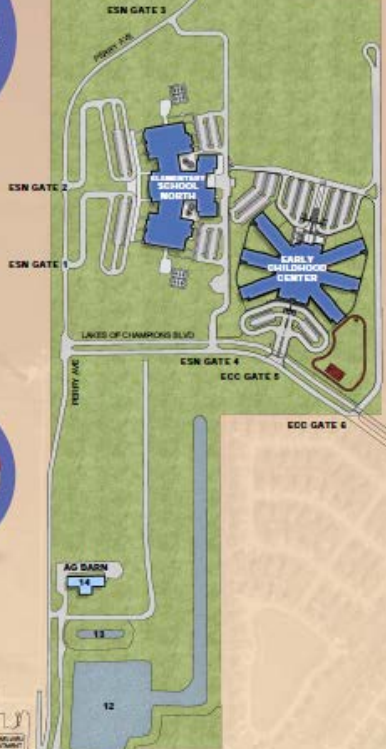 ESN GATE 3
PERRY AVE
ESN GATE 2
ELEMENTARY
SCHOOL
NORTH
ESN GATE 1
EARLY
CHILDHOOD
CENTER
LAKES OF CHAMPIONS BLVD
ESN GATE 4
ECC GATE 5
PERRY AVE
ECC GATE 6
AG BARN
14
13
12